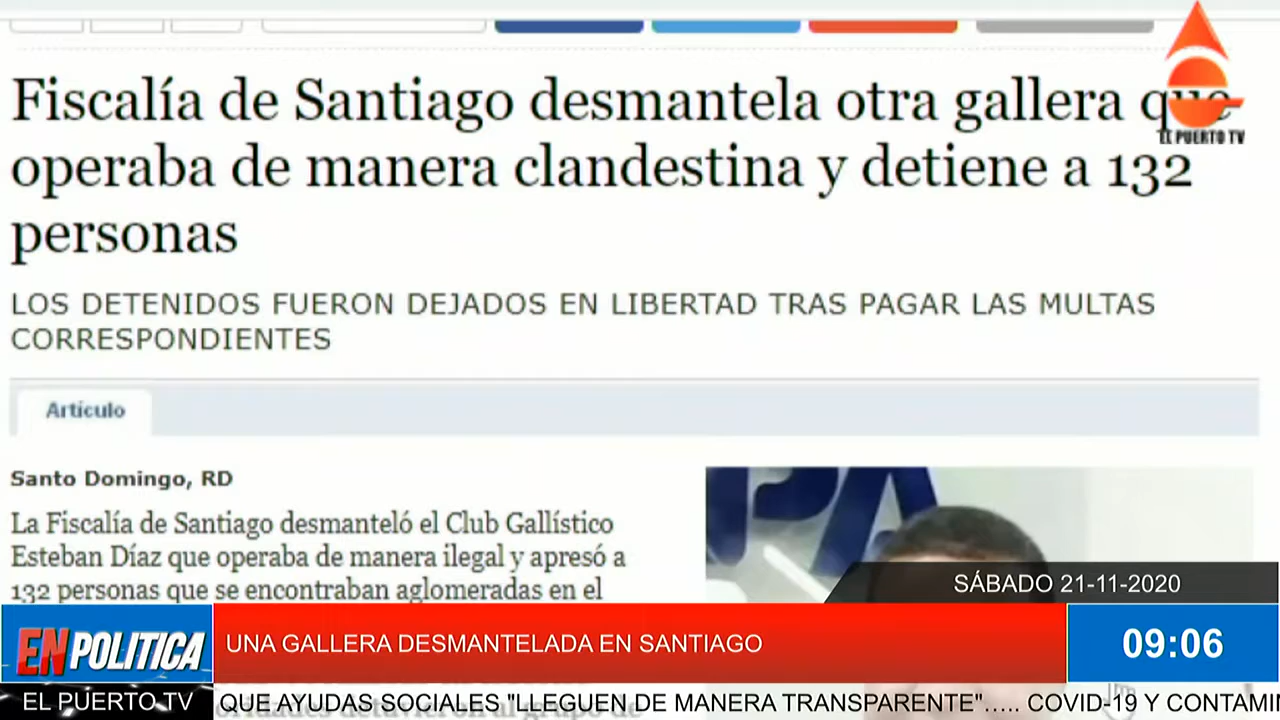 Fiscalía de Santiago desmantela otra gallera que
operaba de manera clandestina y detiene a 132
personas
EL PUERTO TV
LOS DETENIDOS FUERON DEJADOS EN LIBERTAD TRAS PAGAR LAS MULTAS
CORRESPONDIENTES
Artículo
Santo Domingo, RD
La Fiscalía de Santiago desmanteló el Club Gallístico
Esteban Díaz que operaba de manera ilegal y apresó a
132 personas que se encontraban aglomeradas en el
SÁBADO 21-11-2020
EN POLITICA
UNA GALLERA DESMANTELADA EN SANTIAGO
09:06
EL PUERTO TV
QUE AYUDAS SOCIALES "LLEGUEN DE MANERA TRANSPARENTE"..... COVID-19 Y CONTAMI